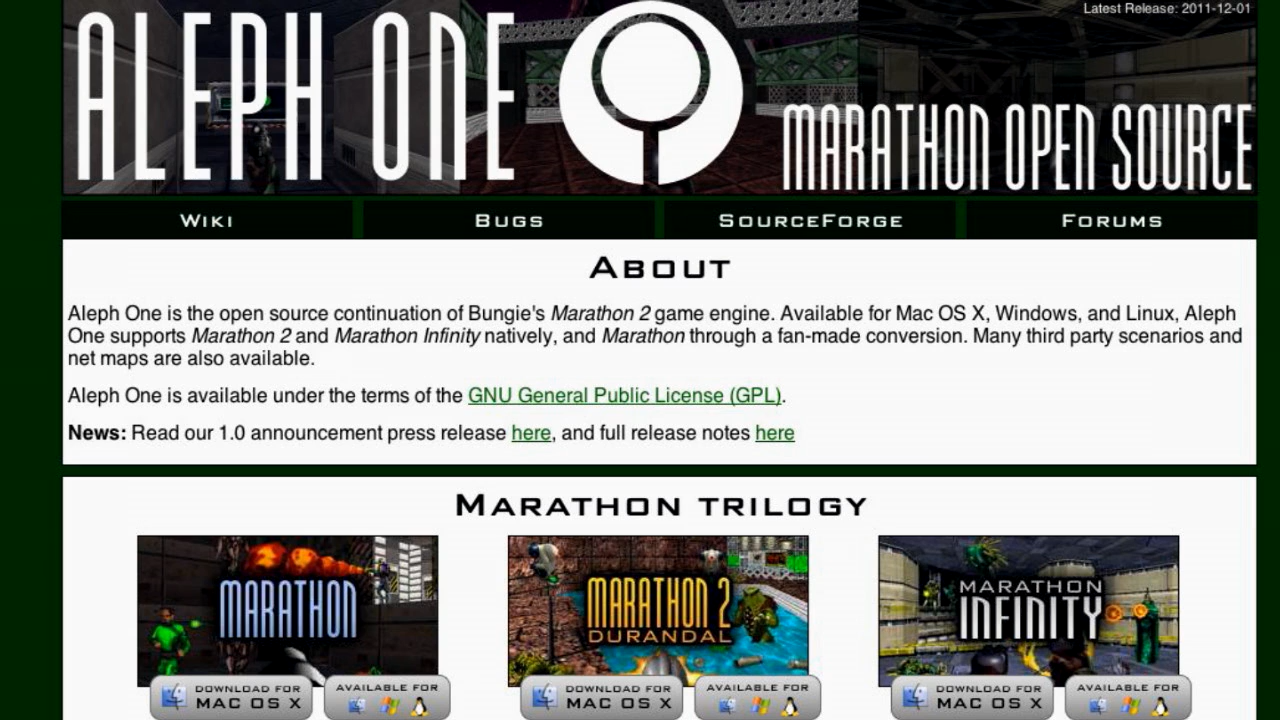 Latest Release: 2011-12-01
ALEPH ONE
MARATHON OPEN SOURCE
WIKI
BUGS
SOURCEFORGE
FORUMS
ABOUT
Aleph One is the open source continuation of Bungie's Marathon 2 game engine. Available for Mac OS X, Windows, and Linux, Aleph
One supports Marathon 2 and Marathon Infinity natively, and Marathon through a fan-made conversion. Many third party scenarios and
net maps are also available.
Aleph One is available under the terms of the GNU General Public License (GPL).
News: Read our 1.0 announcement press release here, and full release notes here
MARATHON TRILOGY
MARATHON
MARATHON 2
DURANDAL
MARATHON
INFINITY
DOWNLOAD FOR
MAC OS X
AVAILABLE FOR
DOWNLOAD FOR
MAC OS X
AVAILABLE FOR
DOWNLOAD FOR
MAC OS X
AVAILABLE FOR